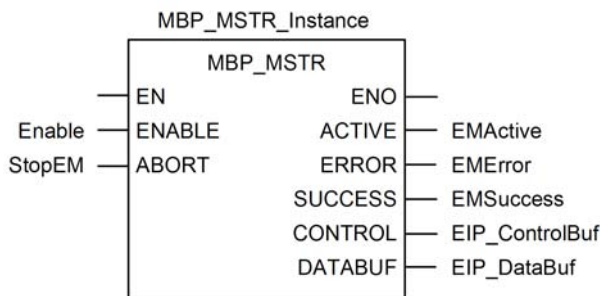 MBP_MSTR_Instance
MBP_MSTR
EN ENO
Enable ENABLE ACTIVE EMActive
StopEM ABORT ERROR EMError
SUCCESS EMSuccess
CONTROL EIP_ControlBuf
DATABUF EIP_DataBuf